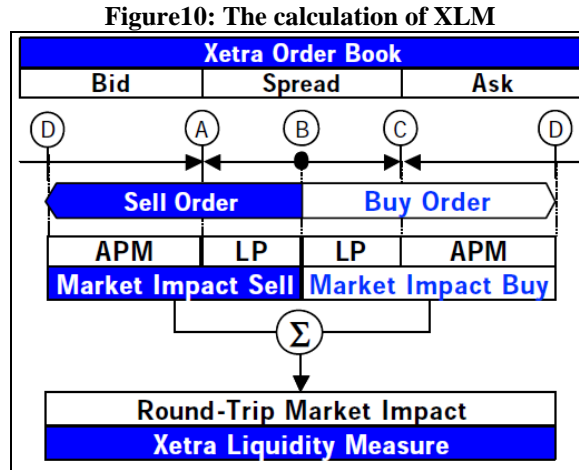 Figure10: The calculation of XLM
Xetra Order Book
Bid Spread Ask
D A B C D
Sell Order Buy Order
APM LP LP APM
Market Impact Sell Market Impact Buy
Σ
Round-Trip Market Impact
Xetra Liquidity Measure